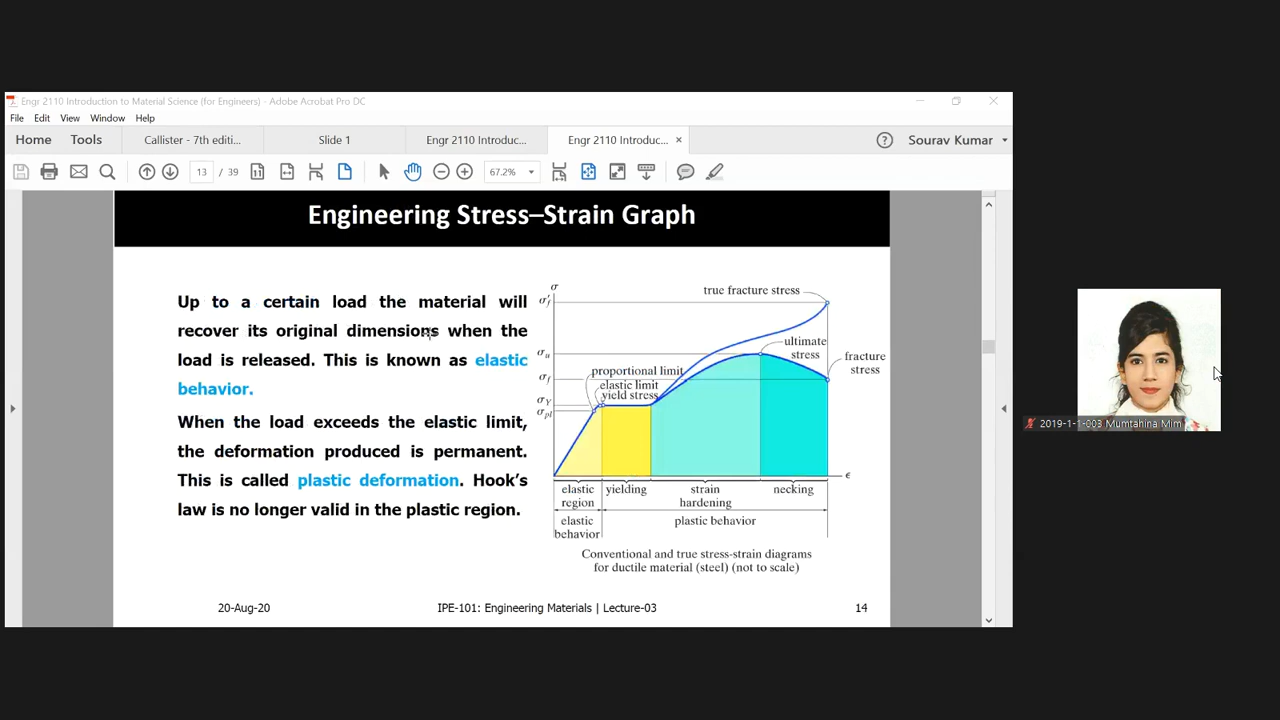 Engr 2110 Introduction to Material Science (for Engineers) - Adobe Acrobat Pro DC
File Edit View Window Help
Home Tools Callister - 7th editi... Slide 1 Engr 2110 Introduc... Engr 2110 Introduc... × Sourav Kumar
13 / 39 67.2%
Engineering Stress–Strain Graph
Up to a certain load the material will
recover its original dimensions when the
load is released. This is known as elastic
behavior.
When the load exceeds the elastic limit,
the deformation produced is permanent.
This is called plastic deformation. Hook's
law is no longer valid in the plastic region.
σ
true fracture stress
σ'f
ultimate
stress
σu
fracture
stress
σf
proportional limit
elastic limit
yield stress
σY
σpl
ϵ
elastic
region
yielding
strain
hardening
necking
elastic
behavior
plastic behavior
Conventional and true stress-strain diagrams
for ductile material (steel) (not to scale)
20-Aug-20 IPE-101: Engineering Materials | Lecture-03 14
2019-1-1-003 Mumtahina Mim